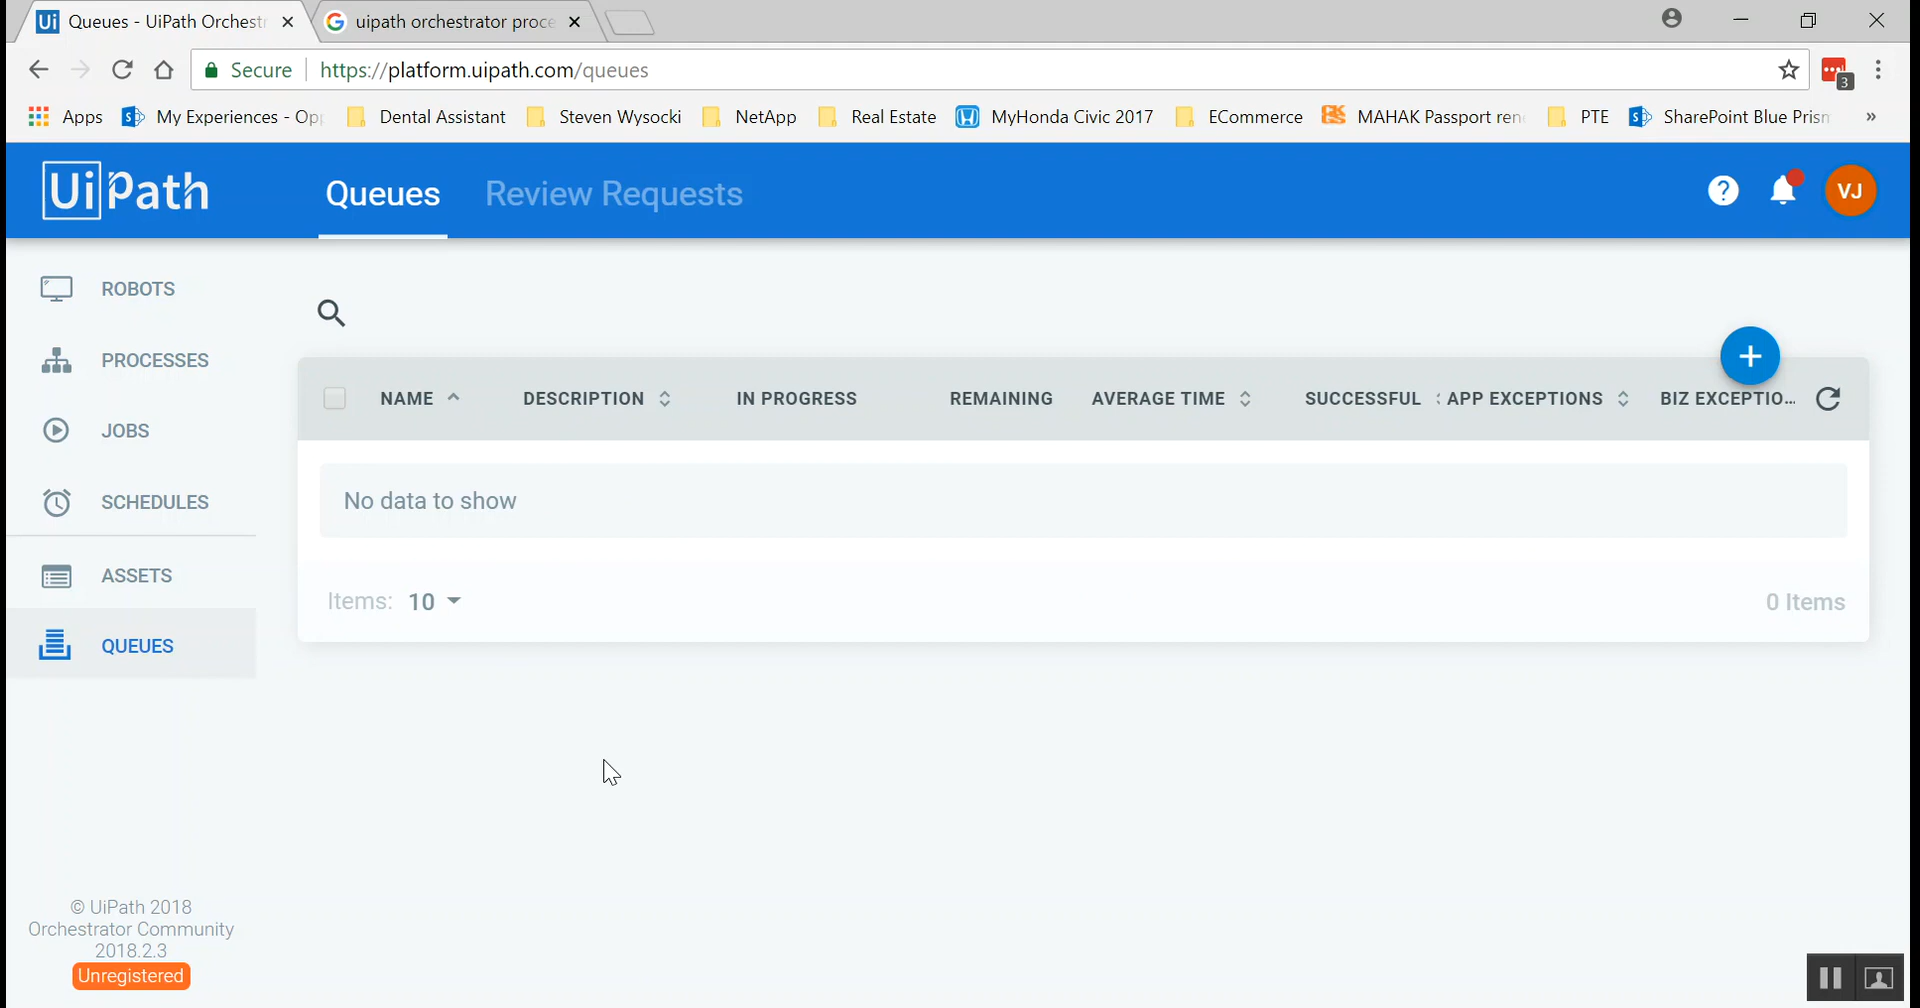 Ui Queues - UiPath Orchest
uipath orchestrator proce
Secure https://platform.uipath.com/queues
3
Apps My Experiences - Opp Dental Assistant Steven Wysocki NetApp Real Estate MyHonda Civic 2017 ECommerce MAHAK Passport ren PTE SharePoint Blue Prism »
UiPath Queues Review Requests ? VJ
ROBOTS
PROCESSES
JOBS
SCHEDULES
ASSETS
QUEUES
NAME DESCRIPTION IN PROGRESS REMAINING AVERAGE TIME SUCCESSFUL APP EXCEPTIONS BIZ EXCEPTIO...
No data to show
Items: 10 0 Items
© UiPath 2018
Orchestrator Community
2018.2.3
Unregistered